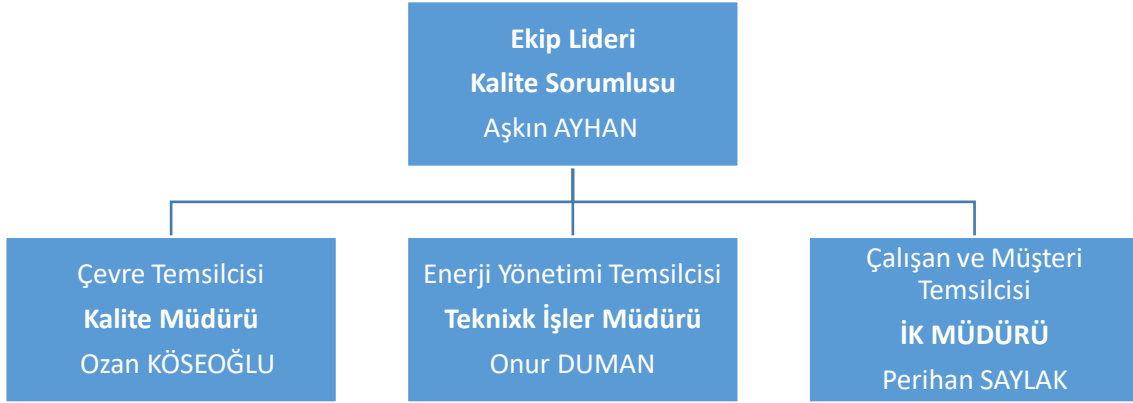 Ekip Lideri
Kalite Sorumlusu
Aşkın AYHAN
Çevre Temsilcisi
Kalite Müdürü
Ozan KÖSEOĞLU
Enerji Yönetimi Temsilcisi
Teknixk İşler Müdürü
Onur DUMAN
Çalışan ve Müşteri
Temsilcisi
İK MÜDÜRÜ
Perihan SAYLAK